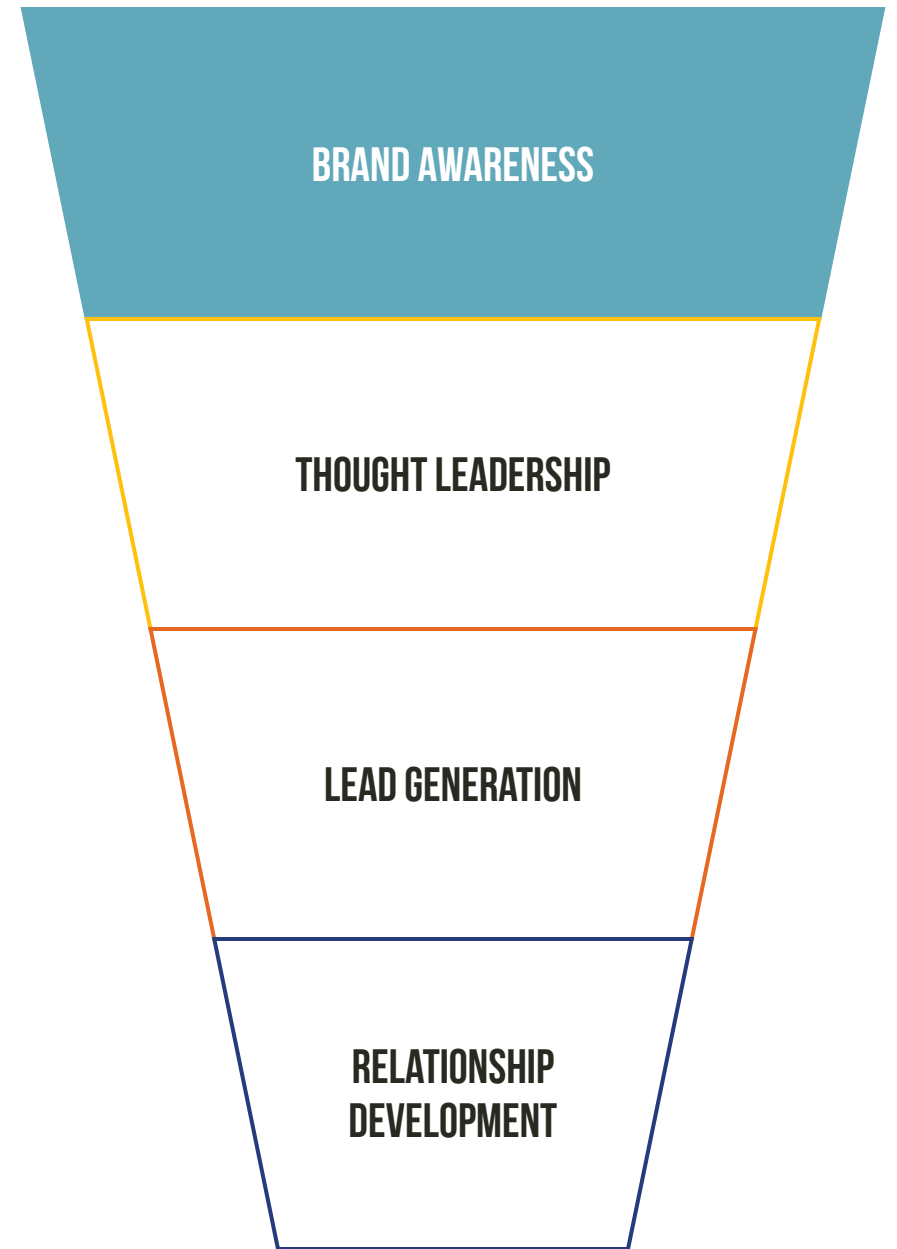 BRAND AWARENESS
THOUGHT LEADERSHIP
LEAD GENERATION
RELATIONSHIP
DEVELOPMENT